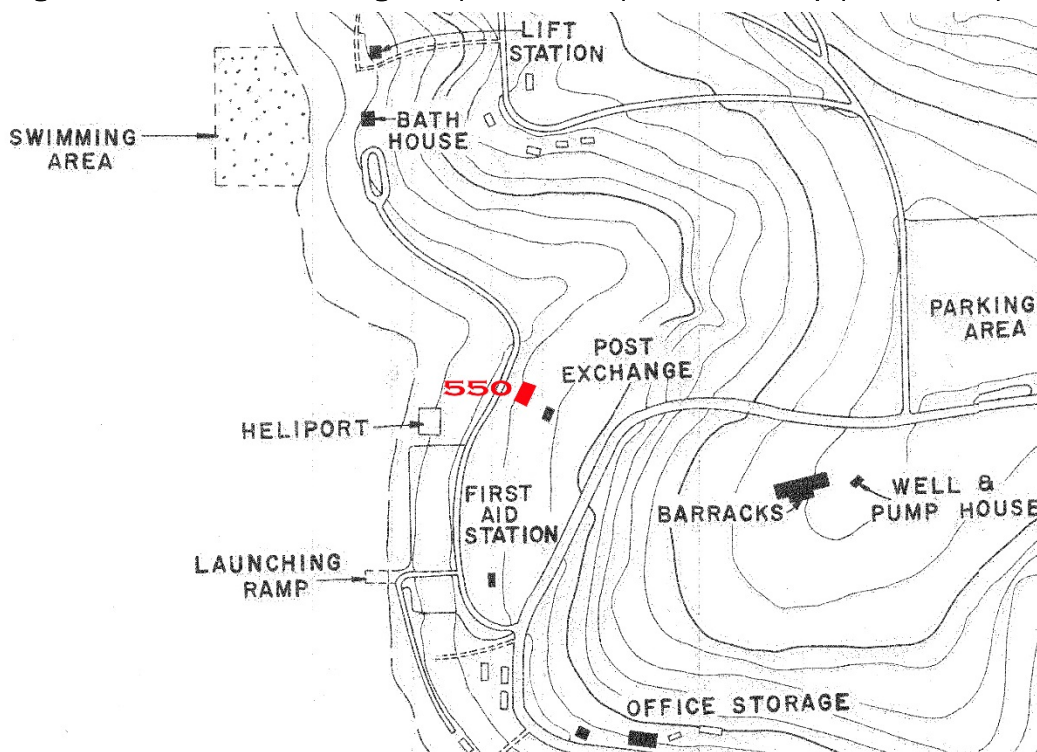 LIFT
STATION
BATH
HOUSE
SWIMMING
AREA
PARKING
AREA
POST
EXCHANGE
550
HELIPORT
FIRST
AID
STATION
WELL &
PUMP HOUSE
BARRACKS
LAUNCHING
RAMP
OFFICE STORAGE